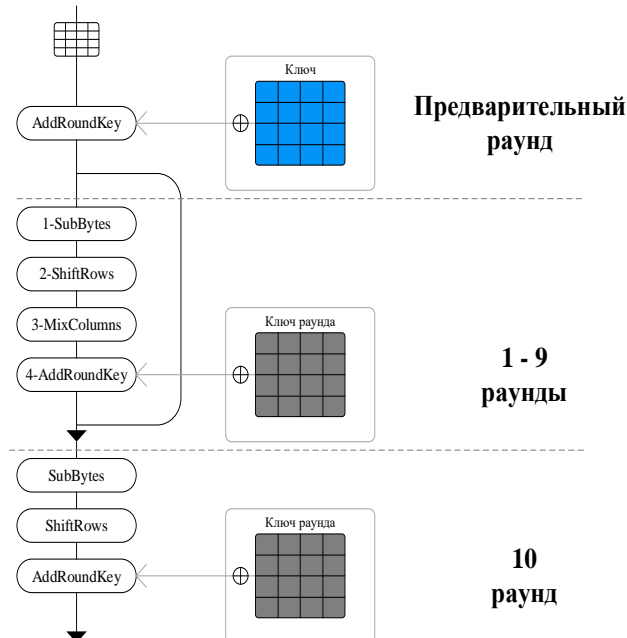 Ключ
AddRoundKey
Предварительный
раунд
1-SubBytes
2-ShiftRows
3-MixColumns
Ключ раунда
4-AddRoundKey
1 - 9
раунды
SubBytes
ShiftRows
Ключ раунда
AddRoundKey
10
раунд